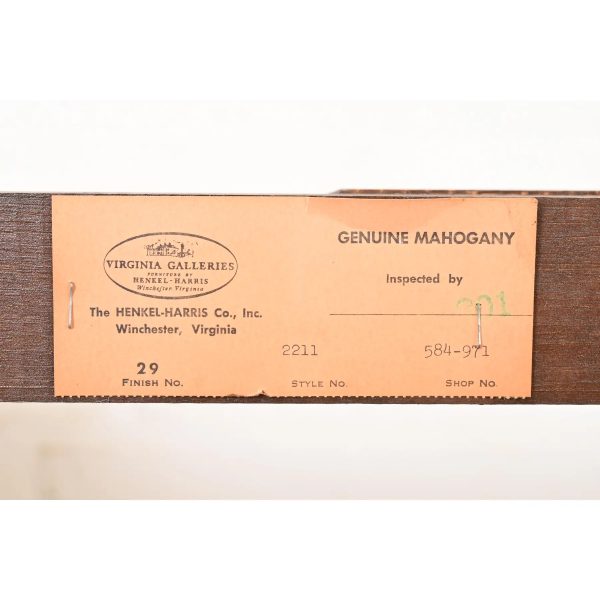 VIRGINIA GALLERIES
FURNITURE BY
HENKEL-HARRIS
Winchester Virginia
The HENKEL-HARRIS Co., Inc.
Winchester, Virginia
29
FINISH NO.
2211
STYLE NO.
GENUINE MAHOGANY
Inspected by
584-971
SHOP NO.